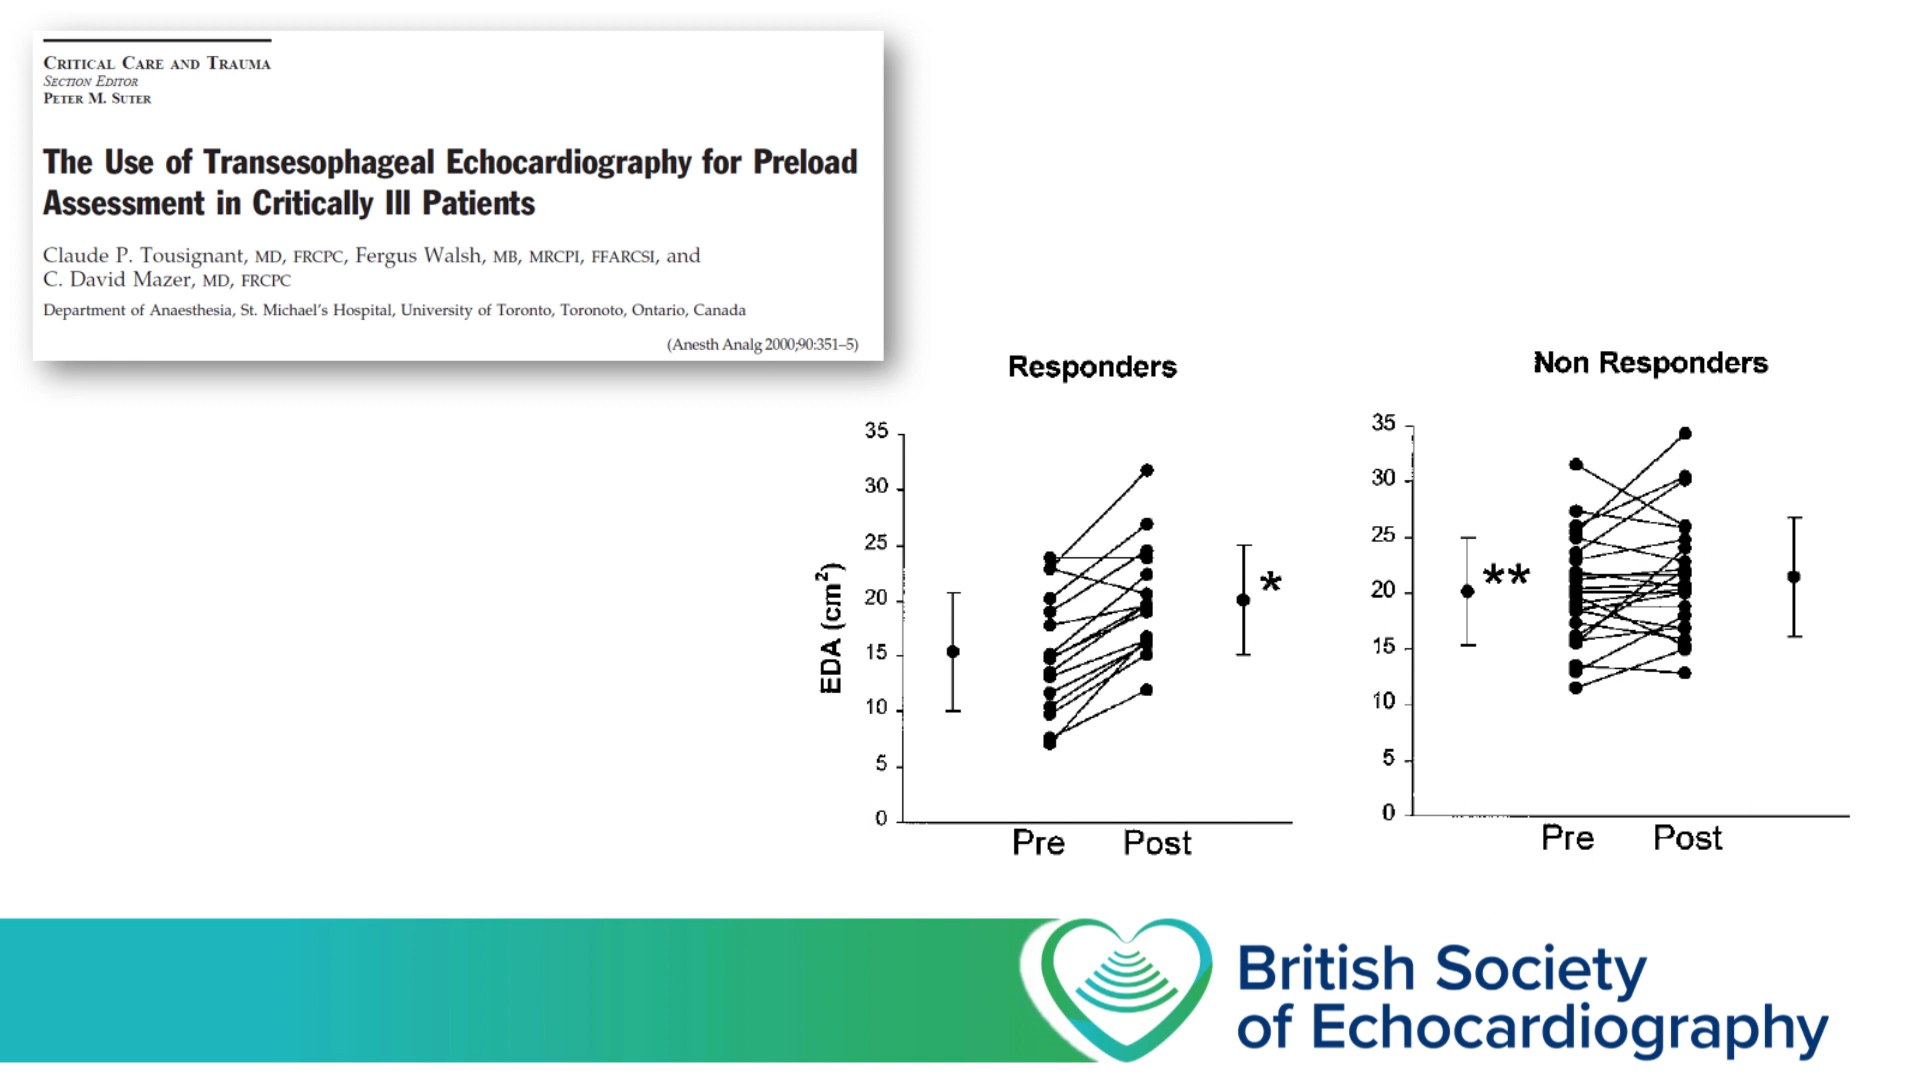 CRITICAL CARE AND TRAUMA
SECTION EDITOR
PETER M. SUTER
The Use of Transesophageal Echocardiography for Preload
Assessment in Critically Ill Patients
Claude P. Tousignant, MD, FRCPC, Fergus Walsh, MB, MRCPI, FFARCSI, and
C. David Mazer, MD, FRCPC
Department of Anaesthesia, St. Michael's Hospital, University of Toronto, Toronoto, Ontario, Canada
(Anesth Analg 2000;90:351–5)
Responders
35
30
25
20
15
10
5
0
EDA (cm²)
*
Pre Post
Non Responders
35
30
25
20
15
10
5
0
**
Pre Post
British Society
of Echocardiography